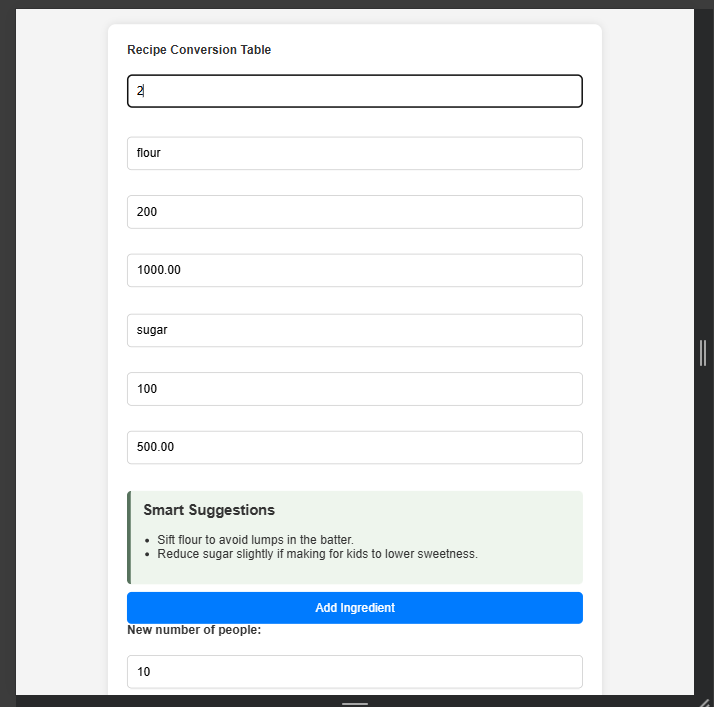 Recipe Conversion Table
2
flour
200
1000.00
sugar
100
500.00
Smart Suggestions
• Sift flour to avoid lumps in the batter.
• Reduce sugar slightly if making for kids to lower sweetness.
Add Ingredient
New number of people:
10